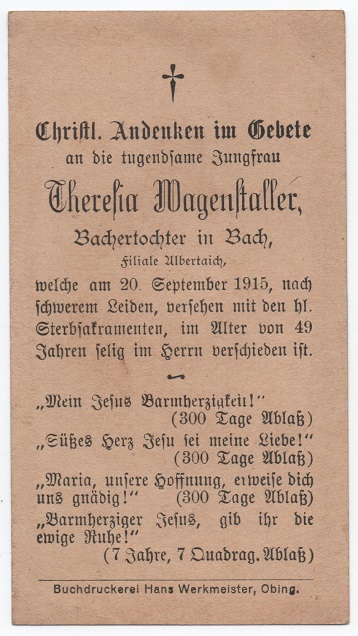 Christl. Andenken im Gebete
an die tugendsame Jungfrau
Theresia Wagenstaller,
Bachertochter in Bach,
Filiale Albertaich,
welche am 20. September 1915, nach
schwerem Leiden, versehen mit den hl.
Sterbsakramenten, im Alter von 49
Jahren selig im Herrn verschieden ist.
„Mein Jesus Barmherzigkeit!"
(300 Tage Ablaß)
„Süßes Herz Jesu sei meine Liebe!"
(300 Tage Ablaß)
„Maria, unsere Hoffnung, erweise dich
uns gnädig!" (300 Tage Ablaß)
„Barmherziger Jesus, gib ihr die
ewige Ruhe!"
(7 Jahre, 7 Quadrag. Ablaß)
Buchdruckerei Hans Werkmeister, Obing.